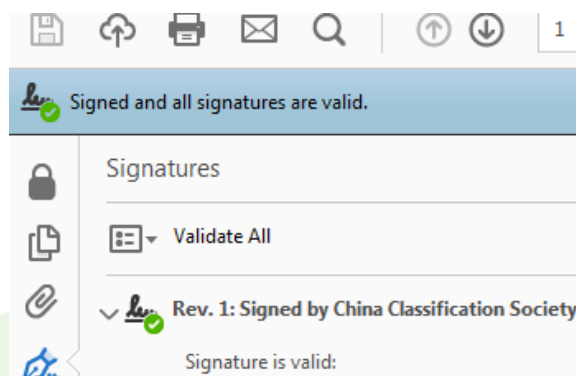 1
Signed and all signatures are valid.
Signatures
Validate All
Rev. 1: Signed by China Classification Society
Signature is valid: